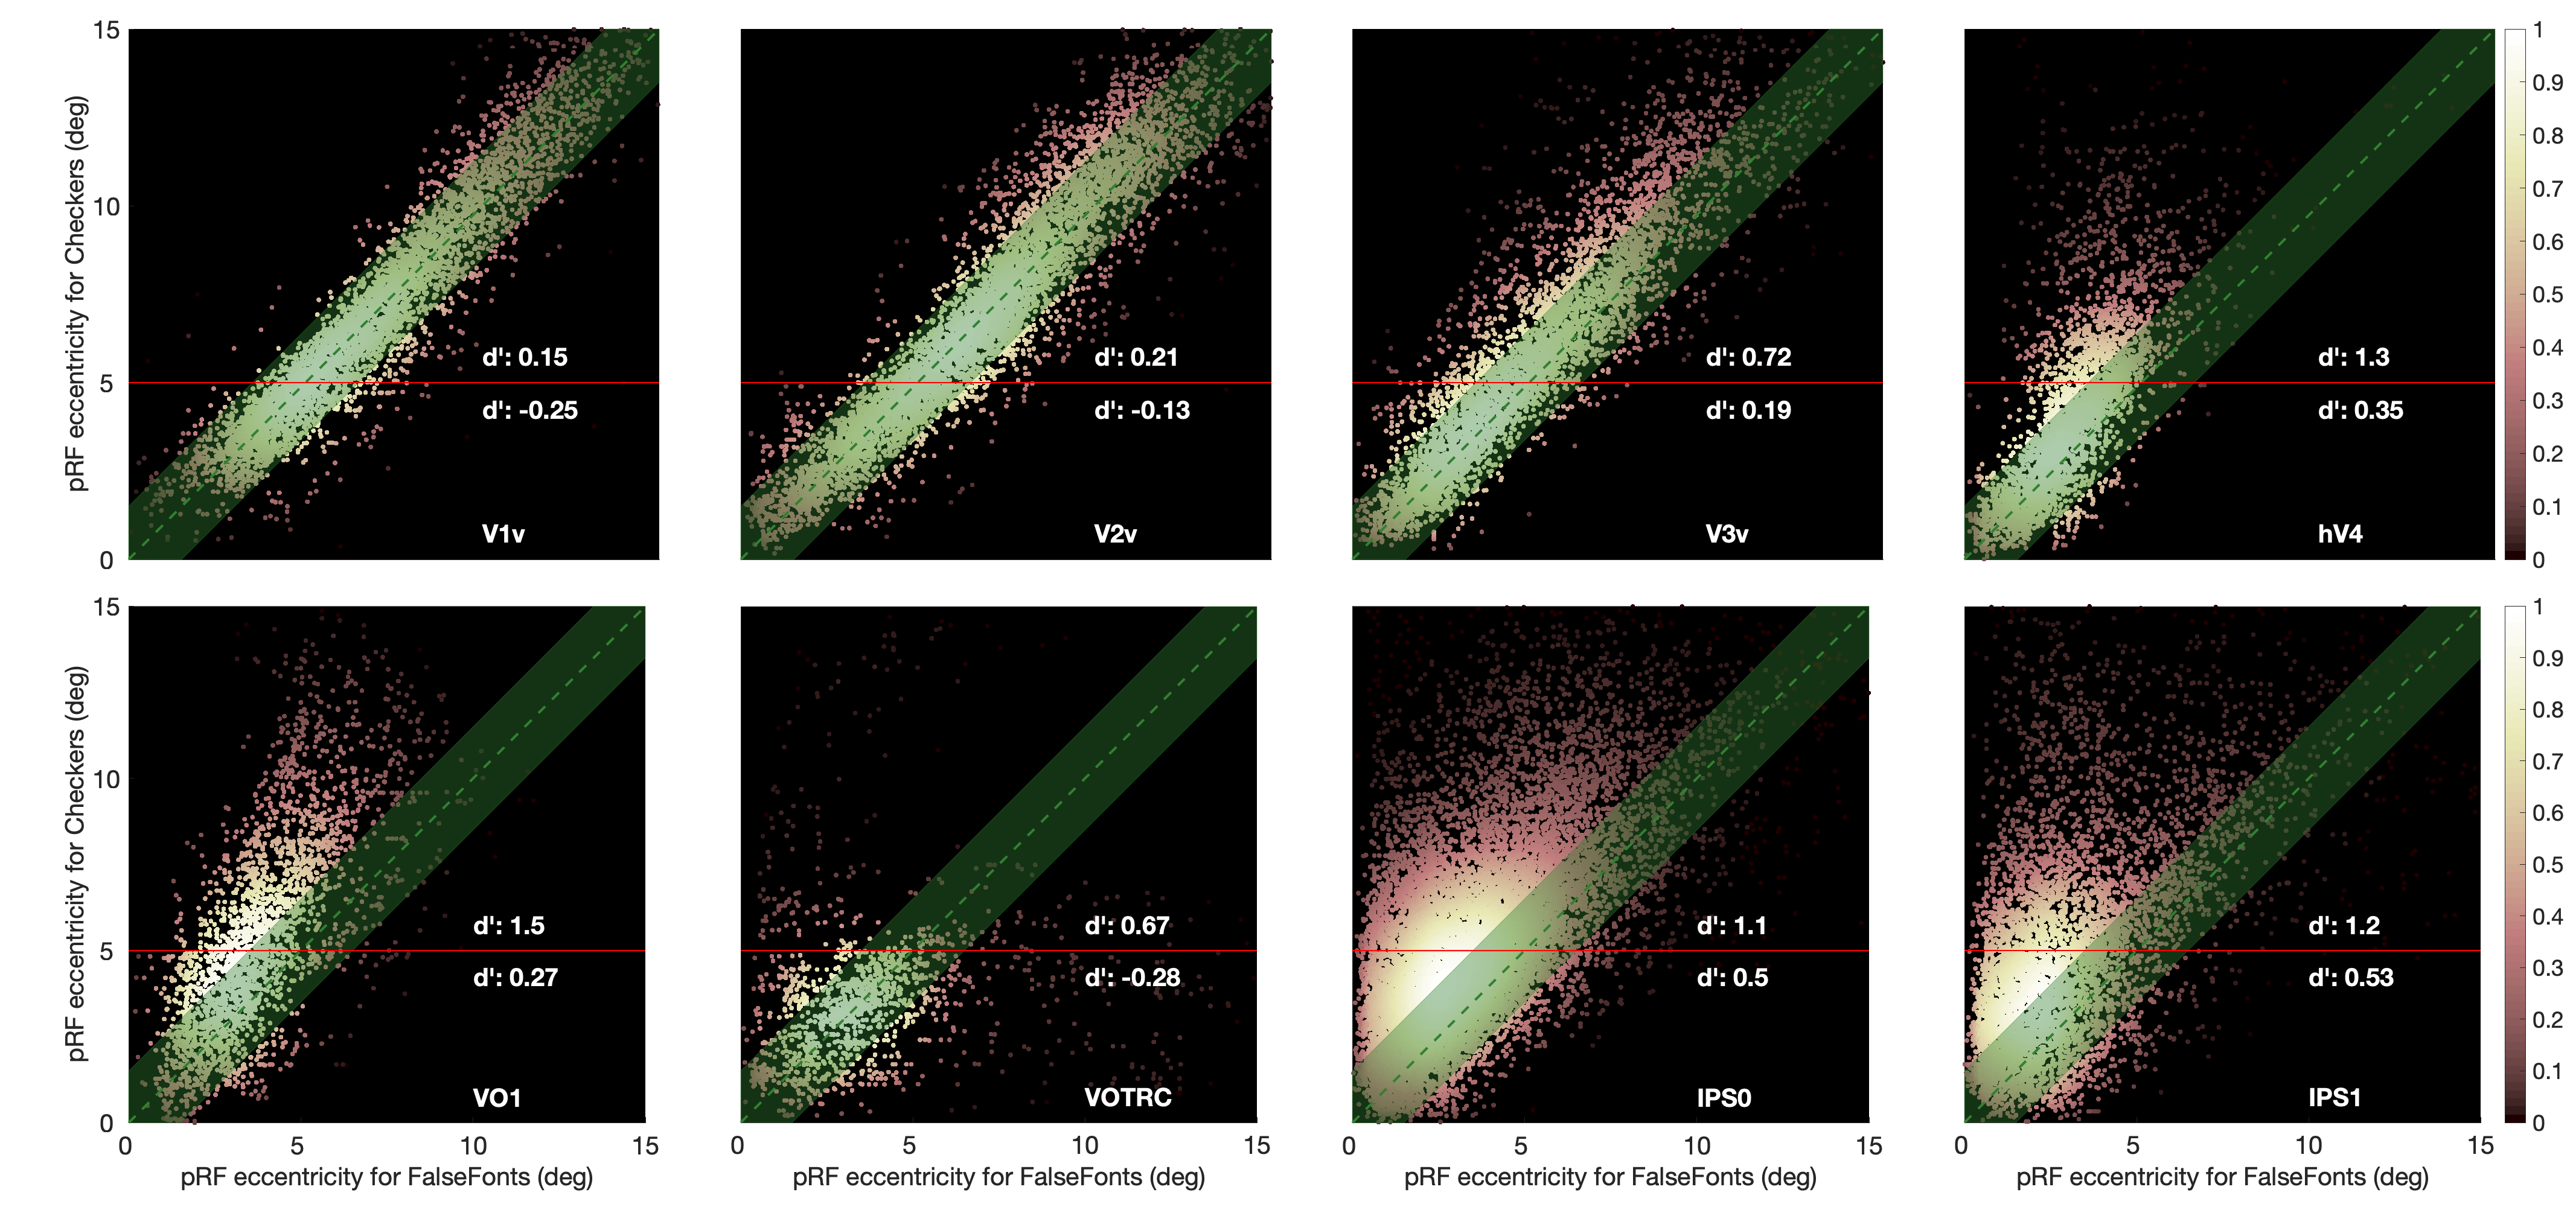 15
10
5
0
pRF eccentricity for Checkers (deg)
d': 0.15
d': -0.25
V1v
d': 0.21
d': -0.13
V2v
d': 0.72
d': 0.19
V3v
d': 1.3
d': 0.35
hV4
1
0.9
0.8
0.7
0.6
0.5
0.4
0.3
0.2
0.1
0
15
10
5
0
pRF eccentricity for Checkers (deg)
d': 1.5
d': 0.27
VO1
0 5 10 15
pRF eccentricity for FalseFonts (deg)
d': 0.67
d': -0.28
VOTRC
0 5 10 15
pRF eccentricity for FalseFonts (deg)
d': 1.1
d': 0.5
IPS0
0 5 10 15
pRF eccentricity for FalseFonts (deg)
d': 1.2
d': 0.53
IPS1
0 5 10 15
pRF eccentricity for FalseFonts (deg)
1
0.9
0.8
0.7
0.6
0.5
0.4
0.3
0.2
0.1
0